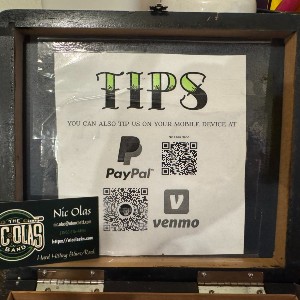 TIPS
YOU CAN ALSO TIP US ON YOUR MOBILE DEVICE AT
PayPal
venmo
THE
NIC OLAS
BAND
Nic Olas
Hard Hitting Blues/Rock